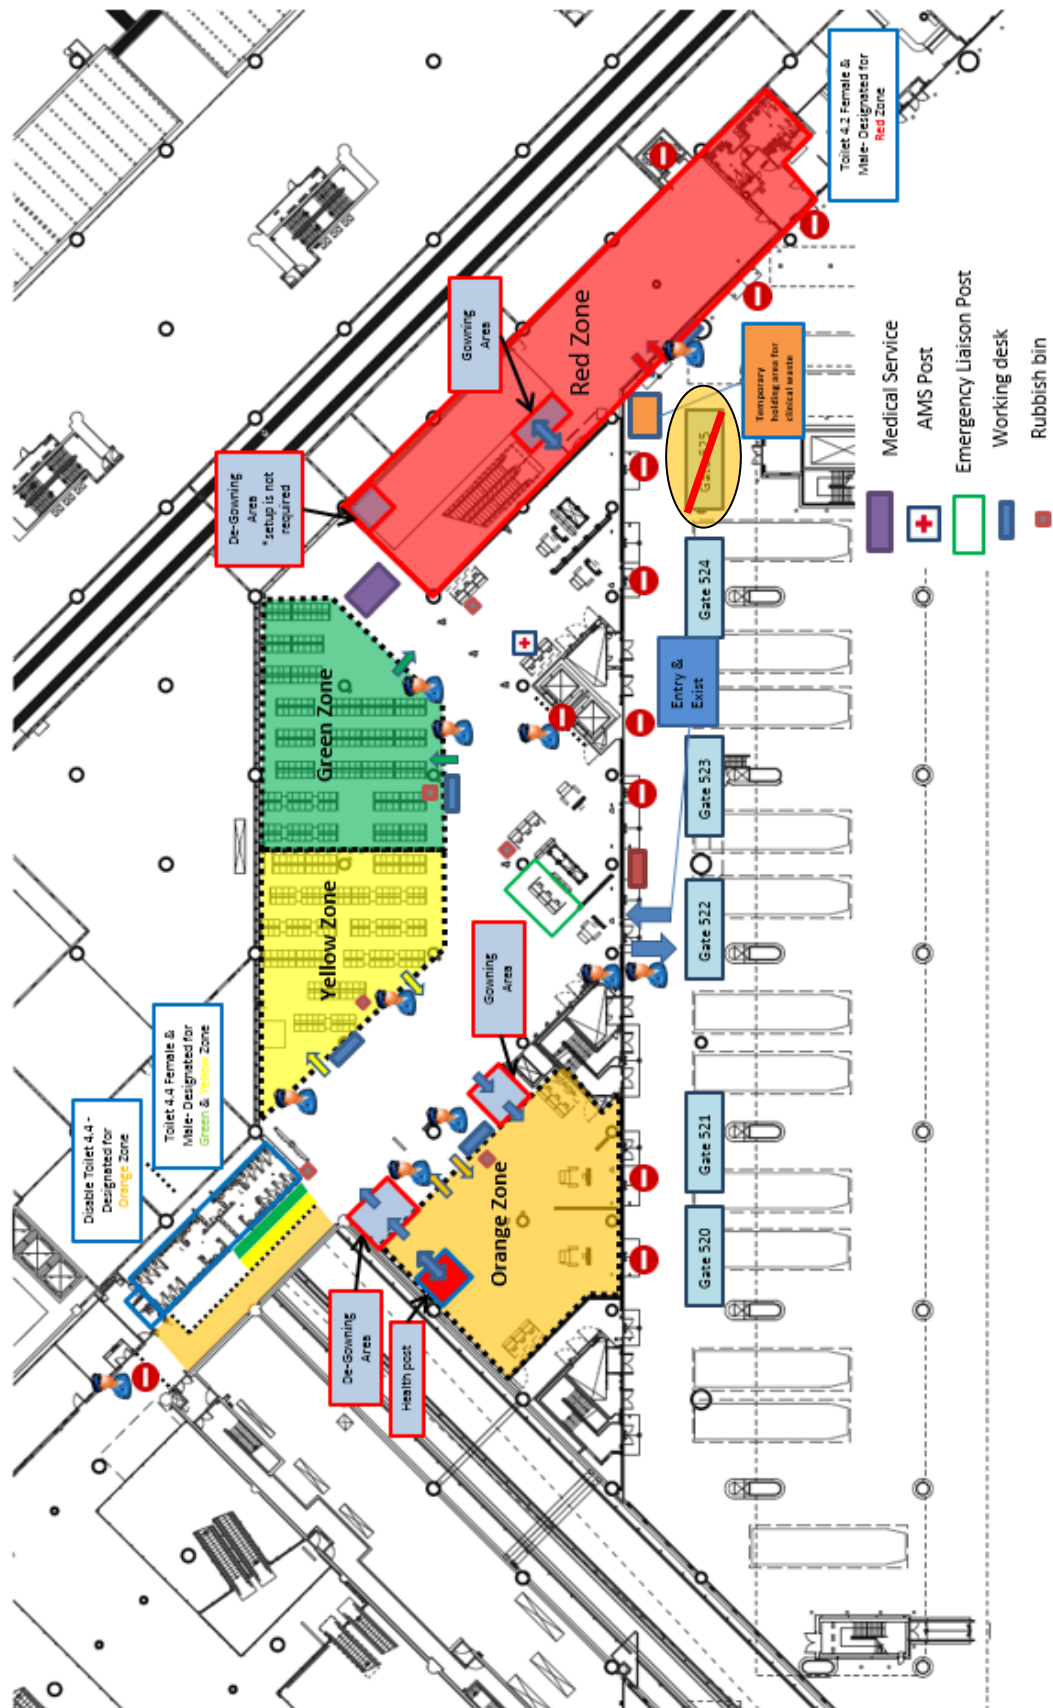 Toilet 4.2 Female &
Male- Designated for
Red Zone
Gowning
Area
Red Zone
De-Gowning
Area
*setup is not
required
Temporary
holding area for
clinical waste
Green Zone
Yellow Zone
Entry &
Exist
Gate 524
Gate 523
Gate 522
Gate 521
Gate 520
Gowning
Area
Toilet 4.4 Female &
Male- Designated for
Green & Yellow Zone
Disable Toilet 4.4 -
Designated for
Orange Zone
Orange Zone
De-Gowning
Area
Health post
Medical Service
AMS Post
Emergency Liaison Post
Working desk
Rubbish bin